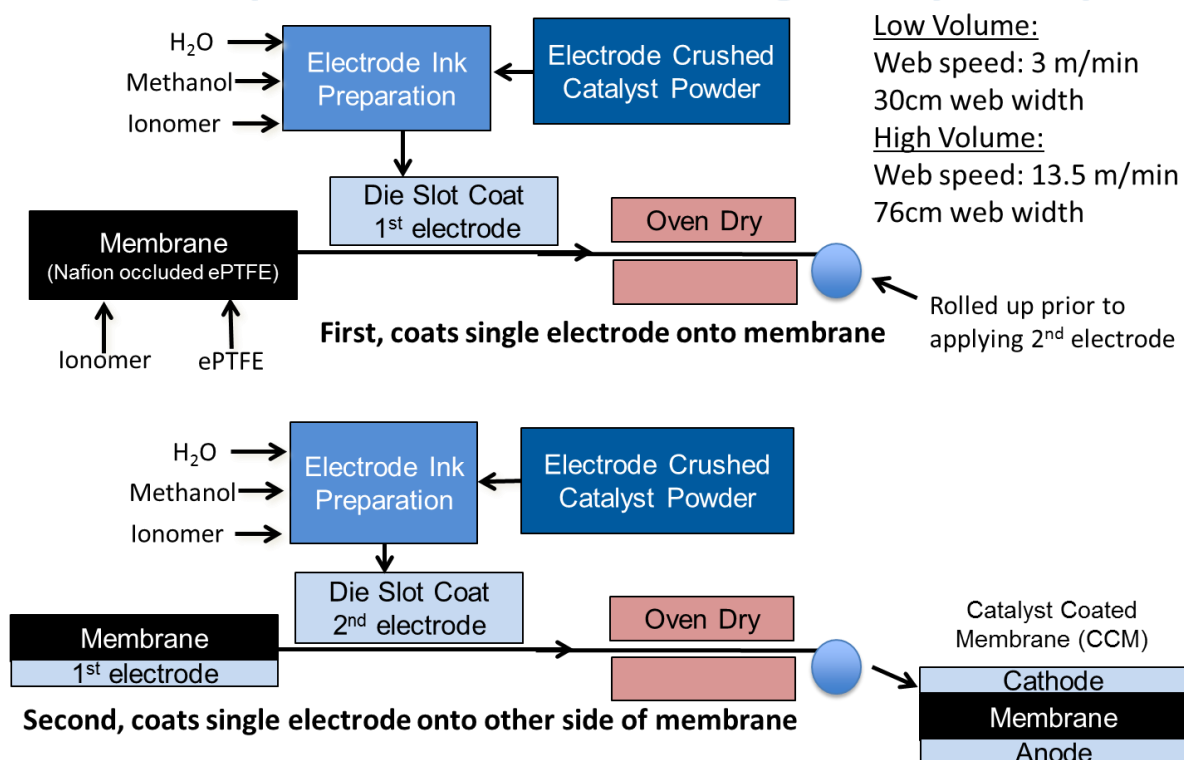 H₂O
Methanol
Ionomer
Electrode Ink
Preparation
Electrode Crushed
Catalyst Powder
Low Volume:
Web speed: 3 m/min
30cm web width
High Volume:
Web speed: 13.5 m/min
76cm web width
Die Slot Coat
1st electrode
Oven Dry
Membrane
(Nafion occluded ePTFE)
Ionomer
ePTFE
First, coats single electrode onto membrane
Rolled up prior to
applying 2nd electrode
H₂O
Methanol
Ionomer
Electrode Ink
Preparation
Electrode Crushed
Catalyst Powder
Die Slot Coat
2nd electrode
Oven Dry
Membrane
1st electrode
Second, coats single electrode onto other side of membrane
Catalyst Coated
Membrane (CCM)
Cathode
Membrane
Anode